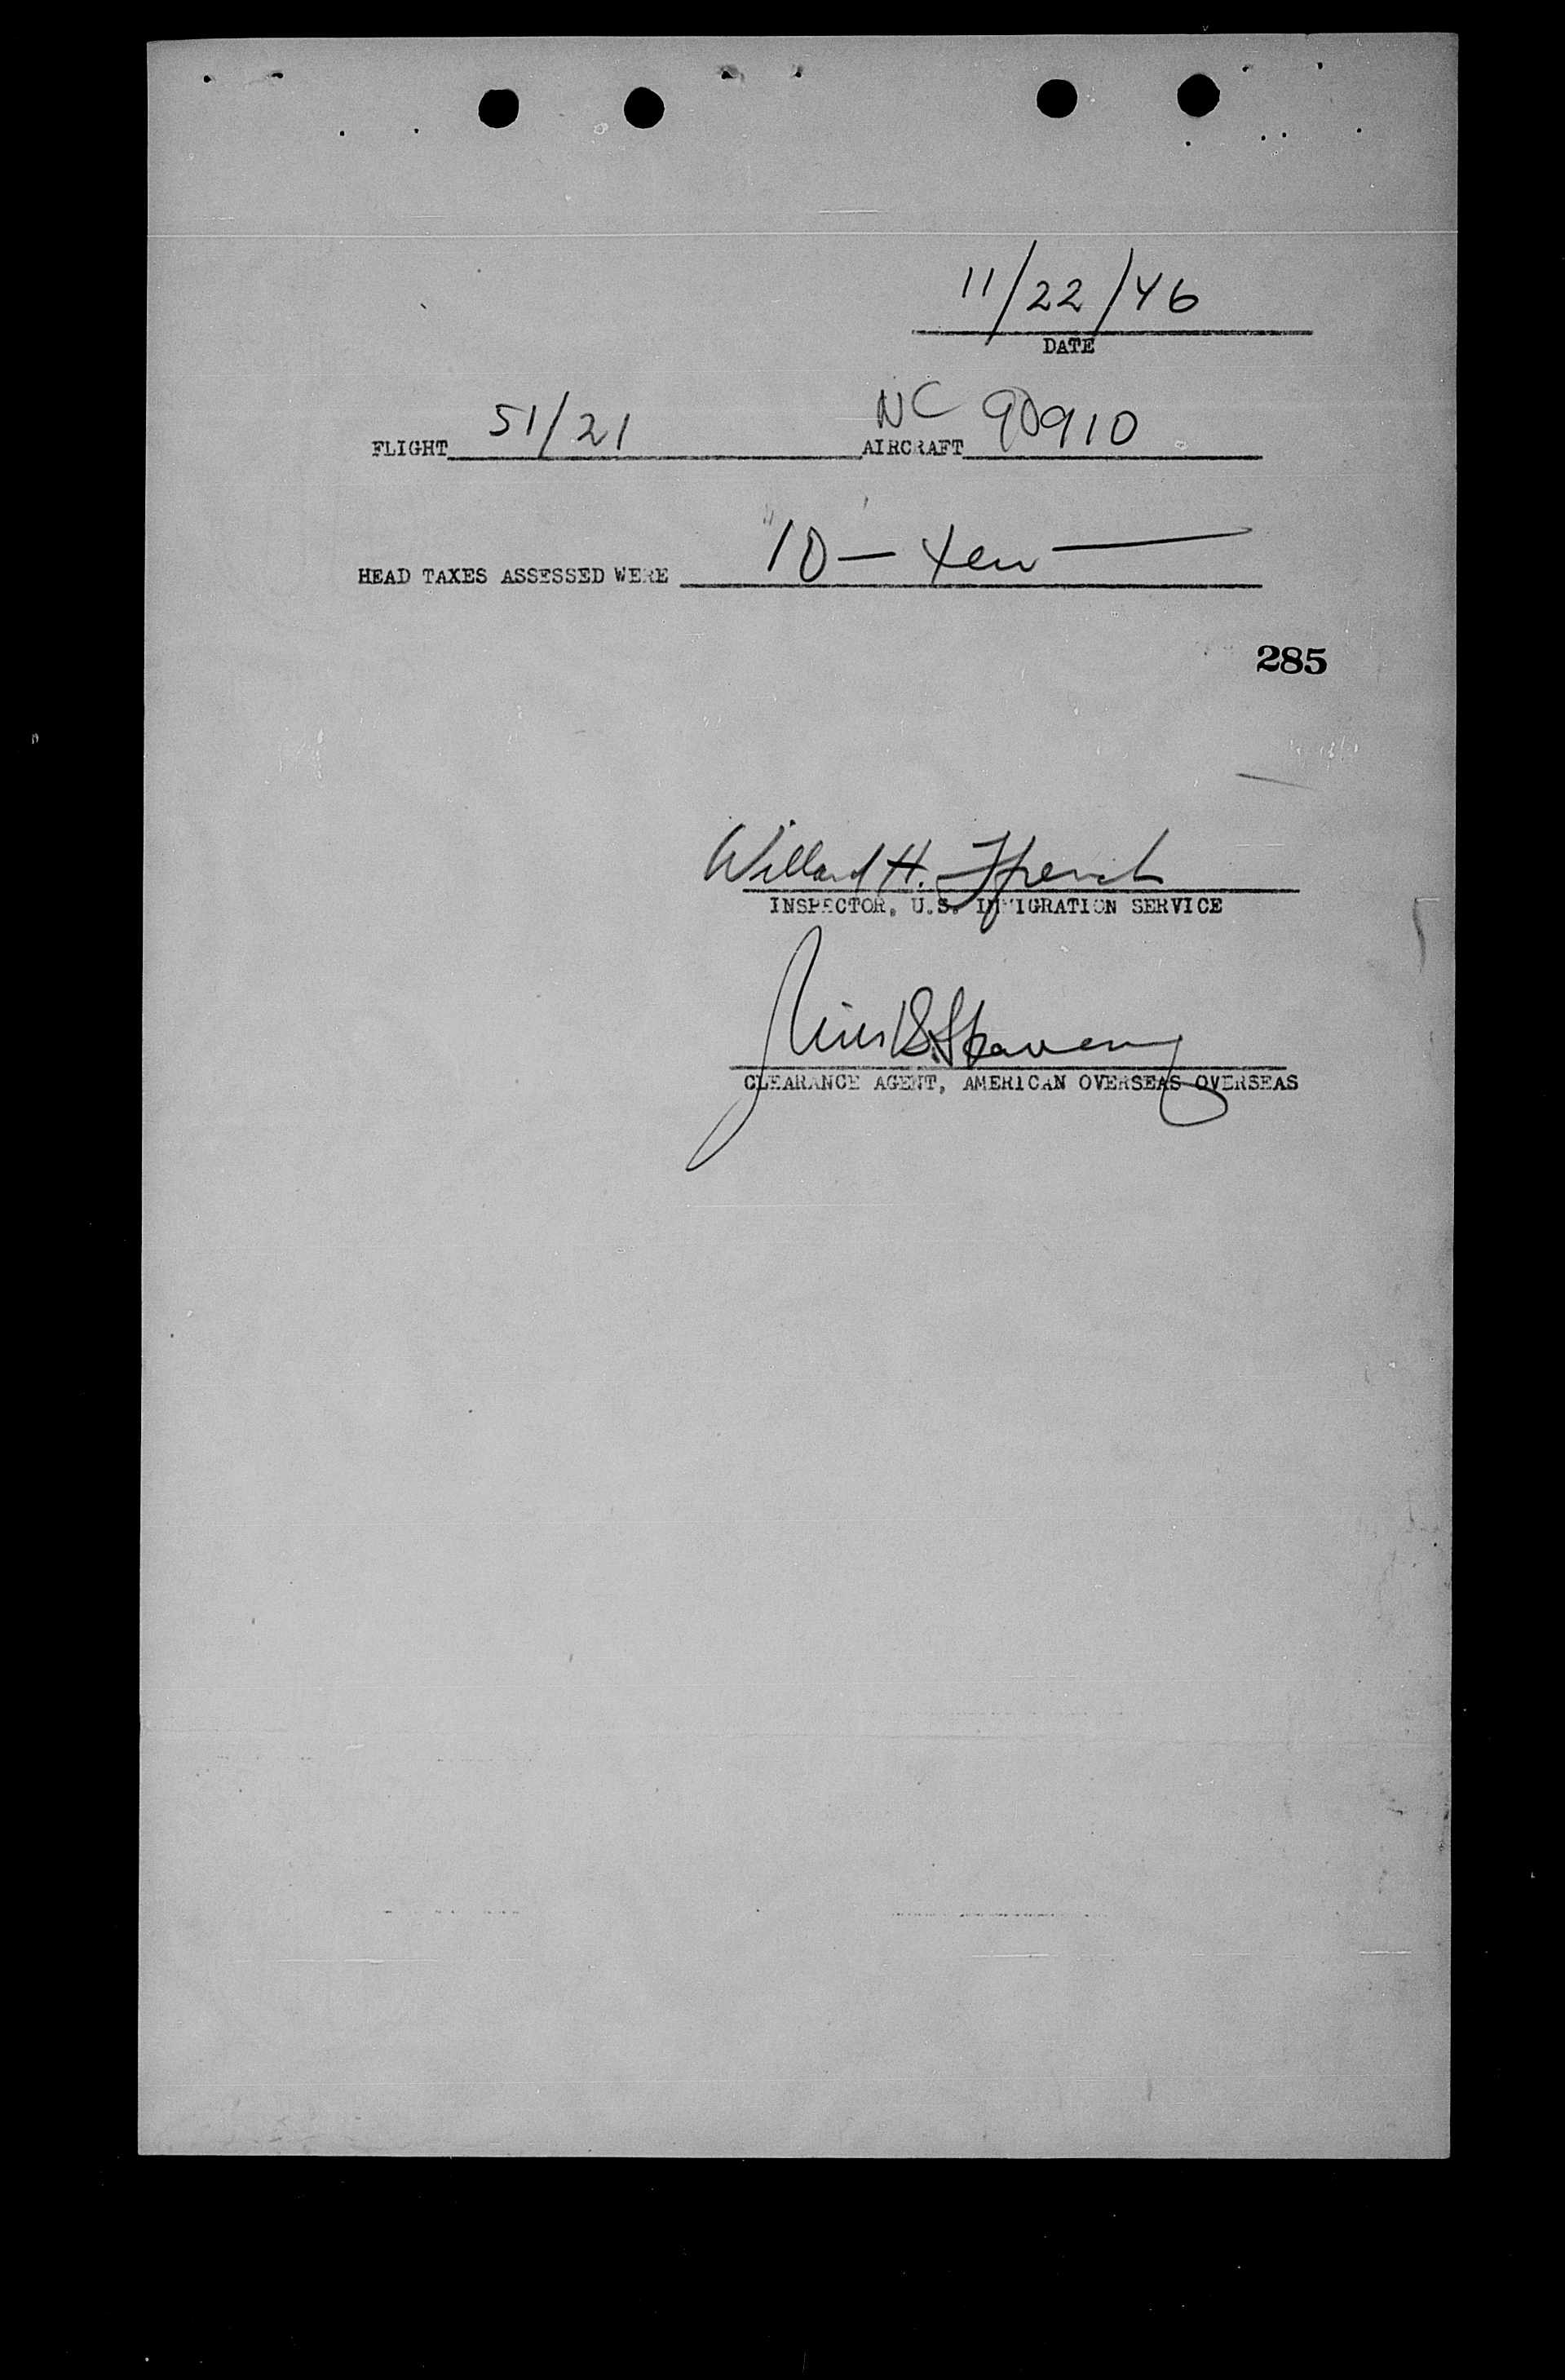 11/22/46
DATE
FLIGHT 51/21 AIRCRAFT NC 90910
HEAD TAXES ASSESSED WERE 10 — ten —
285
Willard H. French
INSPECTOR, U.S. IMMIGRATION SERVICE
CLEARANCE AGENT, AMERICAN OVERSEAS OVERSEAS